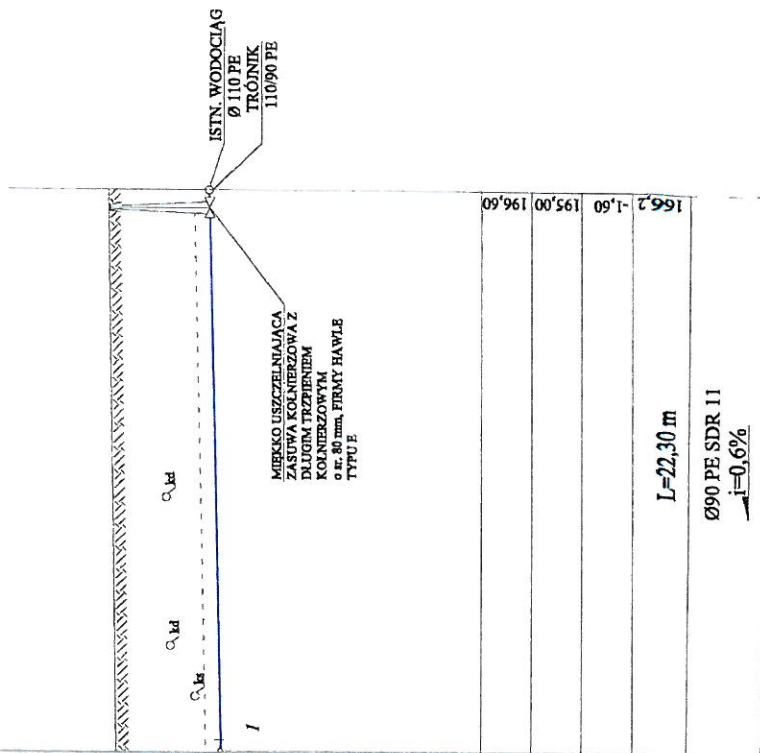 ISTN. WODOCIĄG
Ø 110 PE
TRÓJNIK
110/90 PE
MIĘKKO USZCZELNIAJĄCA
ZASUWA KOŁNIERZOWA Z
DŁUGIM TRZPIENIEM
KOŁNIERZOWYM
o śr. 80 mm, FIRMY HAWLE
TYPU E
kd
kd
ks
1
196,60
195,00
-1,60
166,2
L=22,30 m
Ø90 PE SDR 11
i=0,6%